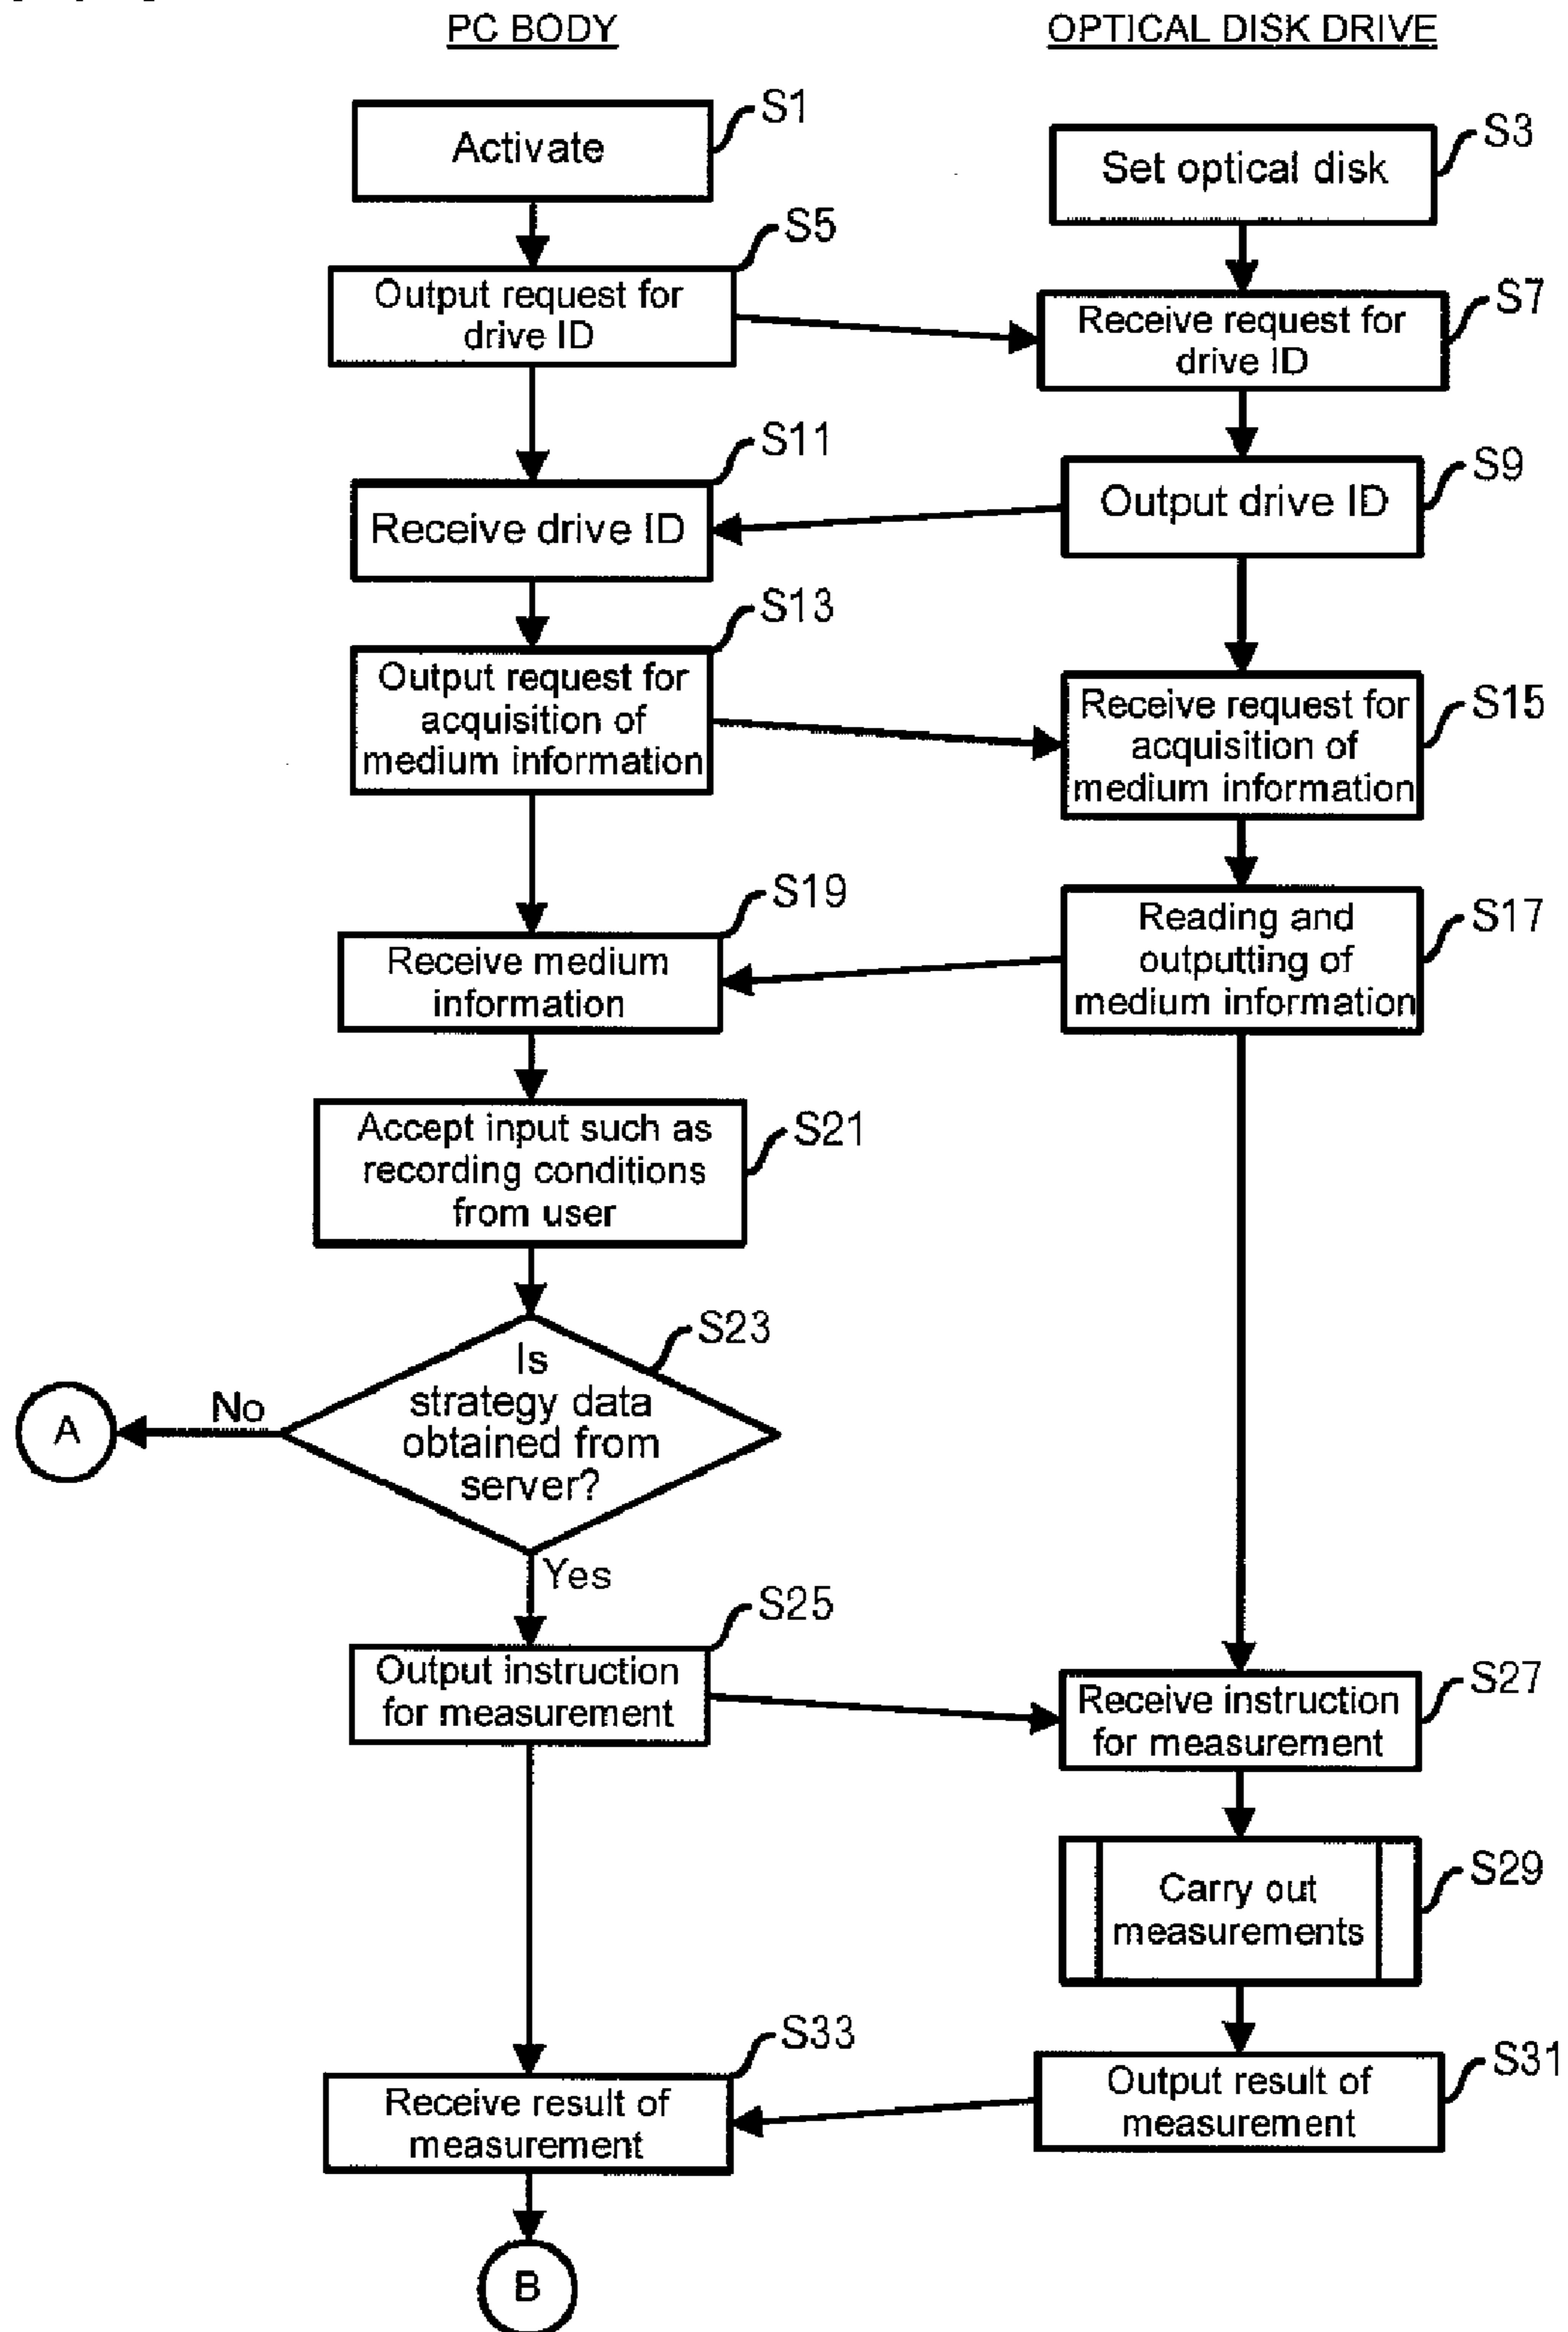 PC BODY
OPTICAL DISK DRIVE
S1
Activate
S3
Set optical disk
S5
Output request for
drive ID
S7
Receive request for
drive ID
S11
Receive drive ID
S9
Output drive ID
S13
Output request for
acquisition of
medium information
S15
Receive request for
acquisition of
medium information
S19
Receive medium
information
S17
Reading and
outputting of
medium information
S21
Accept input such as
recording conditions
from user
S23
Is
strategy data
obtained from
server?
No
A
Yes
S25
Output instruction
for measurement
S27
Receive instruction
for measurement
S29
Carry out
measurements
S33
Receive result of
measurement
S31
Output result of
measurement
B